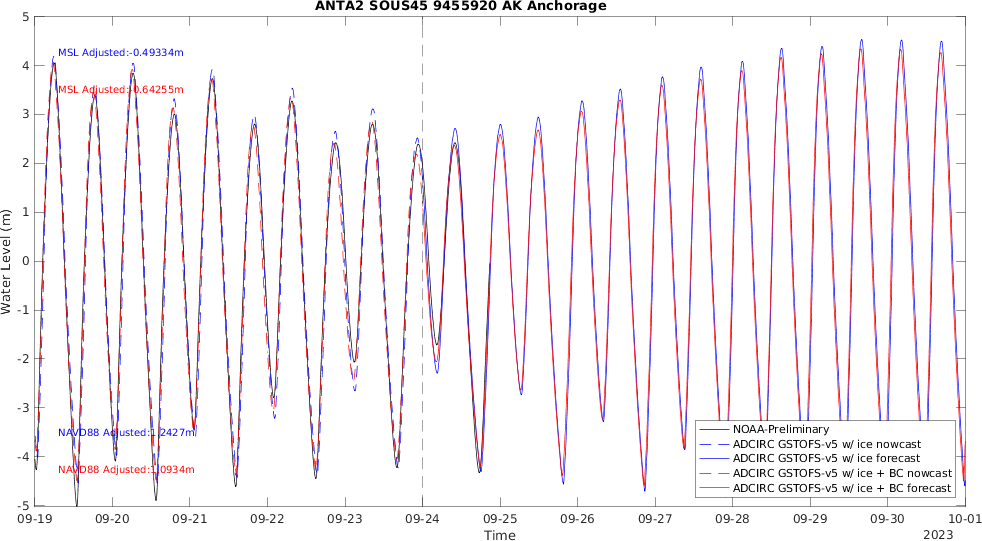 ANTA2 SOUS45 9455920 AK Anchorage
MSL Adjusted:-0.49334m
MSL Adjusted:-0.64255m
NAVD88 Adjusted:1.2427m
NAVD88 Adjusted:1.0934m
Water Level (m)
5
4
3
2
1
0
-1
-2
-3
-4
-5
NOAA-Preliminary
ADCIRC GSTOFS-v5 w/ ice nowcast
ADCIRC GSTOFS-v5 w/ ice forecast
ADCIRC GSTOFS-v5 w/ ice + BC nowcast
ADCIRC GSTOFS-v5 w/ ice + BC forecast
09-19 09-20 09-21 09-22 09-23 09-24 09-25 09-26 09-27 09-28 09-29 09-30 10-01
Time
2023